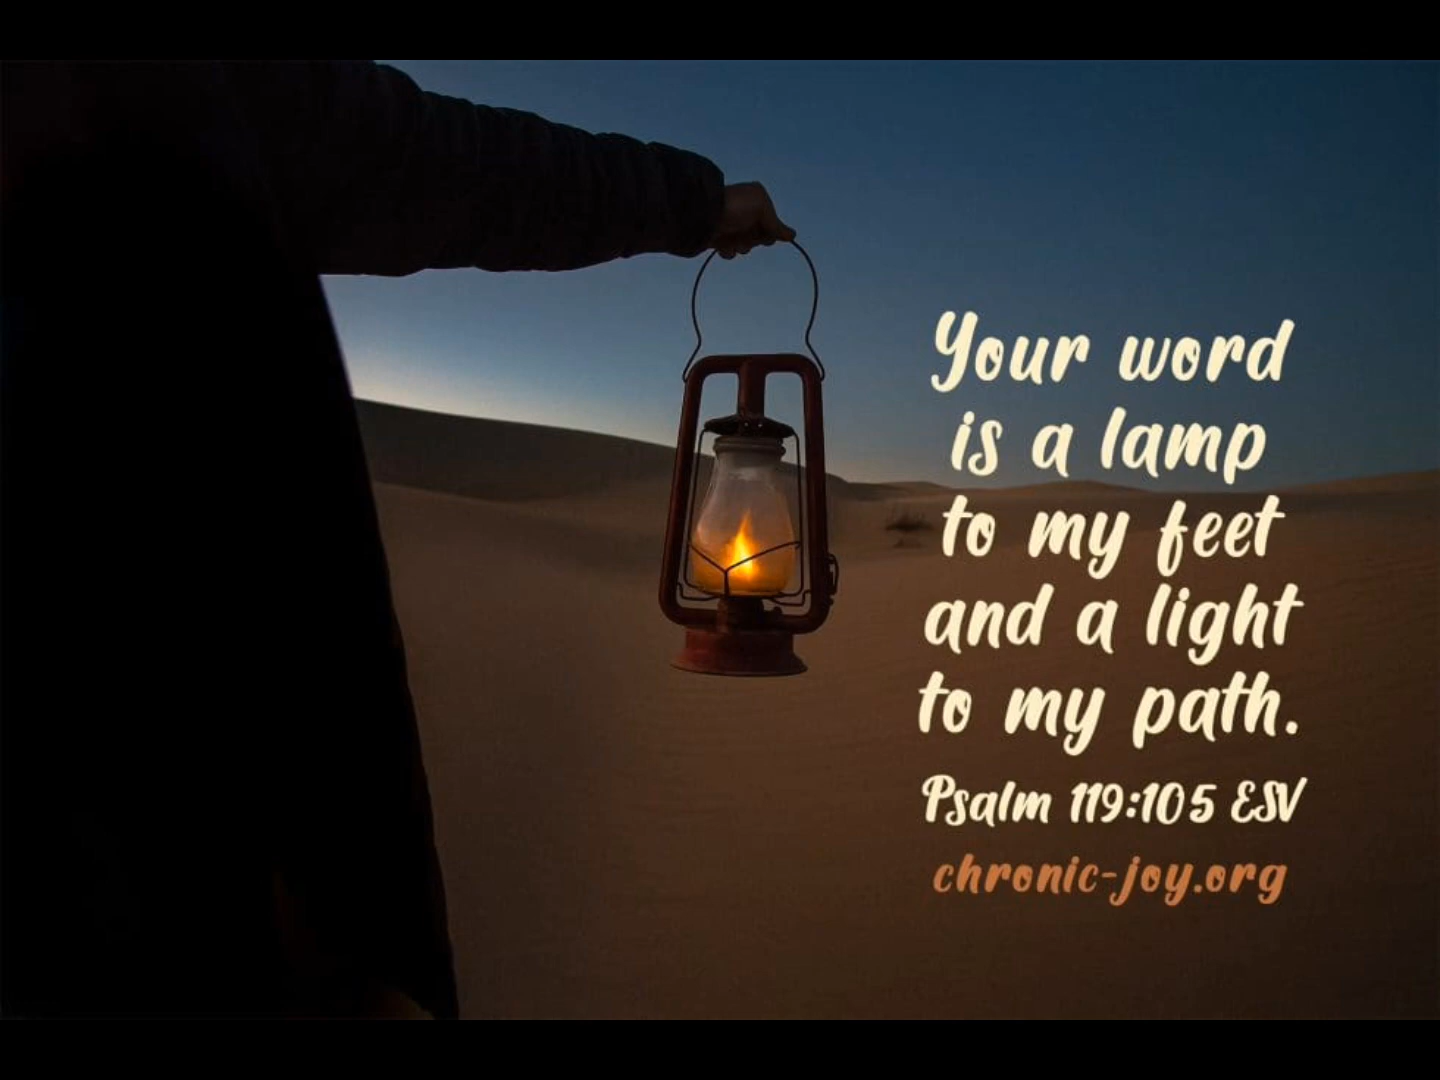 Your word
is a lamp
to my feet
and a light
to my path.
Psalm 119:105 ESV
chronic-joy.org